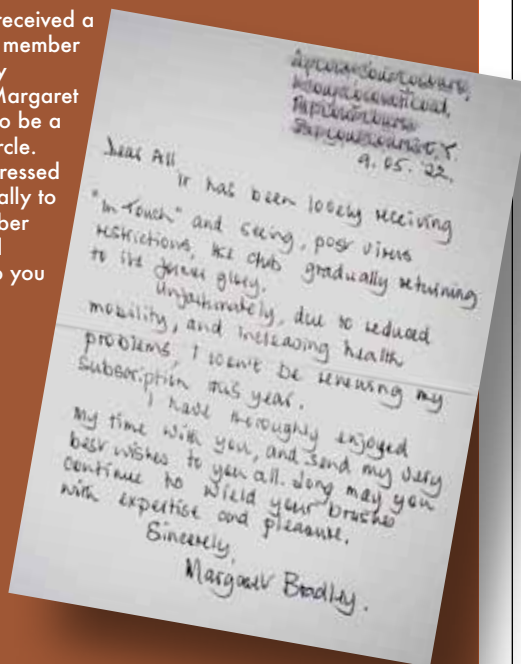 received a
member
y
Margaret
o be a
rcle.
ressed
ally to
ber
d
o you
9.05.'22.
Dear All,
It has been lovely receiving
"In Touch" and seeing, post virus
restrictions, the club gradually returning
to its former glory.
Unfortunately, due to reduced
mobility, and increasing health
problems, I won't be renewing my
subscription this year.
I have thoroughly enjoyed
my time with you, and send my very
best wishes to you all. Long may you
continue to wield your brushes
with expertise and pleasure.
Sincerely,
Margaret Bradley.